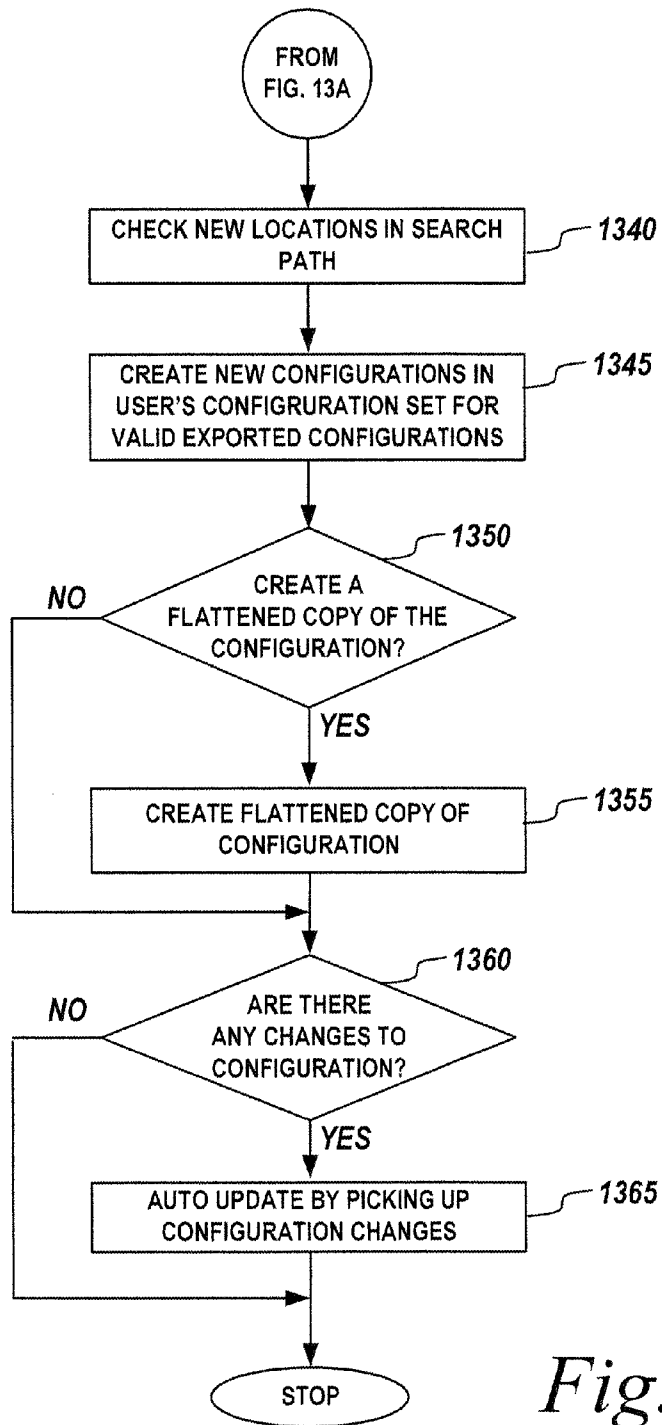 FROM
FIG. 13A
CHECK NEW LOCATIONS IN SEARCH
PATH
1340
CREATE NEW CONFIGURATIONS IN
USER'S CONFIGRURATION SET FOR
VALID EXPORTED CONFIGURATIONS
1345
1350
CREATE A
FLATTENED COPY OF THE
CONFIGURATION?
NO
YES
CREATE FLATTENED COPY OF
CONFIGURATION
1355
1360
ARE THERE
ANY CHANGES TO
CONFIGURATION?
NO
YES
AUTO UPDATE BY PICKING UP
CONFIGURATION CHANGES
1365
STOP
Fig.